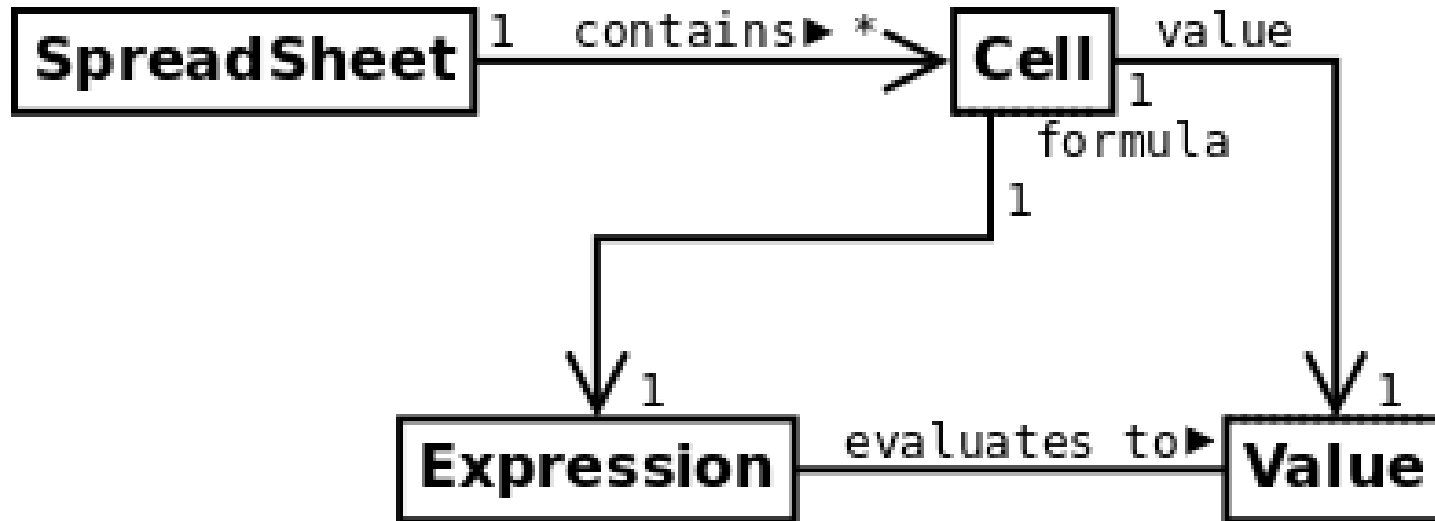 SpreadSheet 1 contains► * Cell value
1
formula
1
1 1
Expression evaluates to► Value